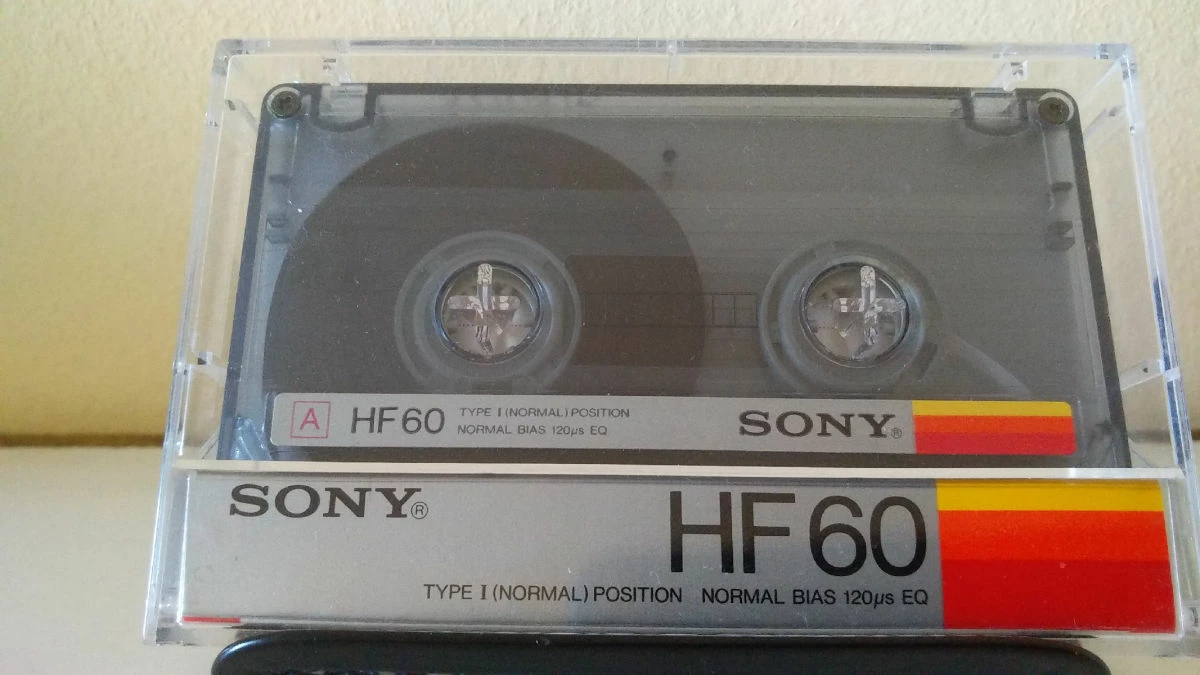 A HF60 TYPE I (NORMAL) POSITION SONY®
NORMAL BIAS 120µs EQ
SONY® HF60
TYPE I (NORMAL) POSITION NORMAL BIAS 120µs EQ